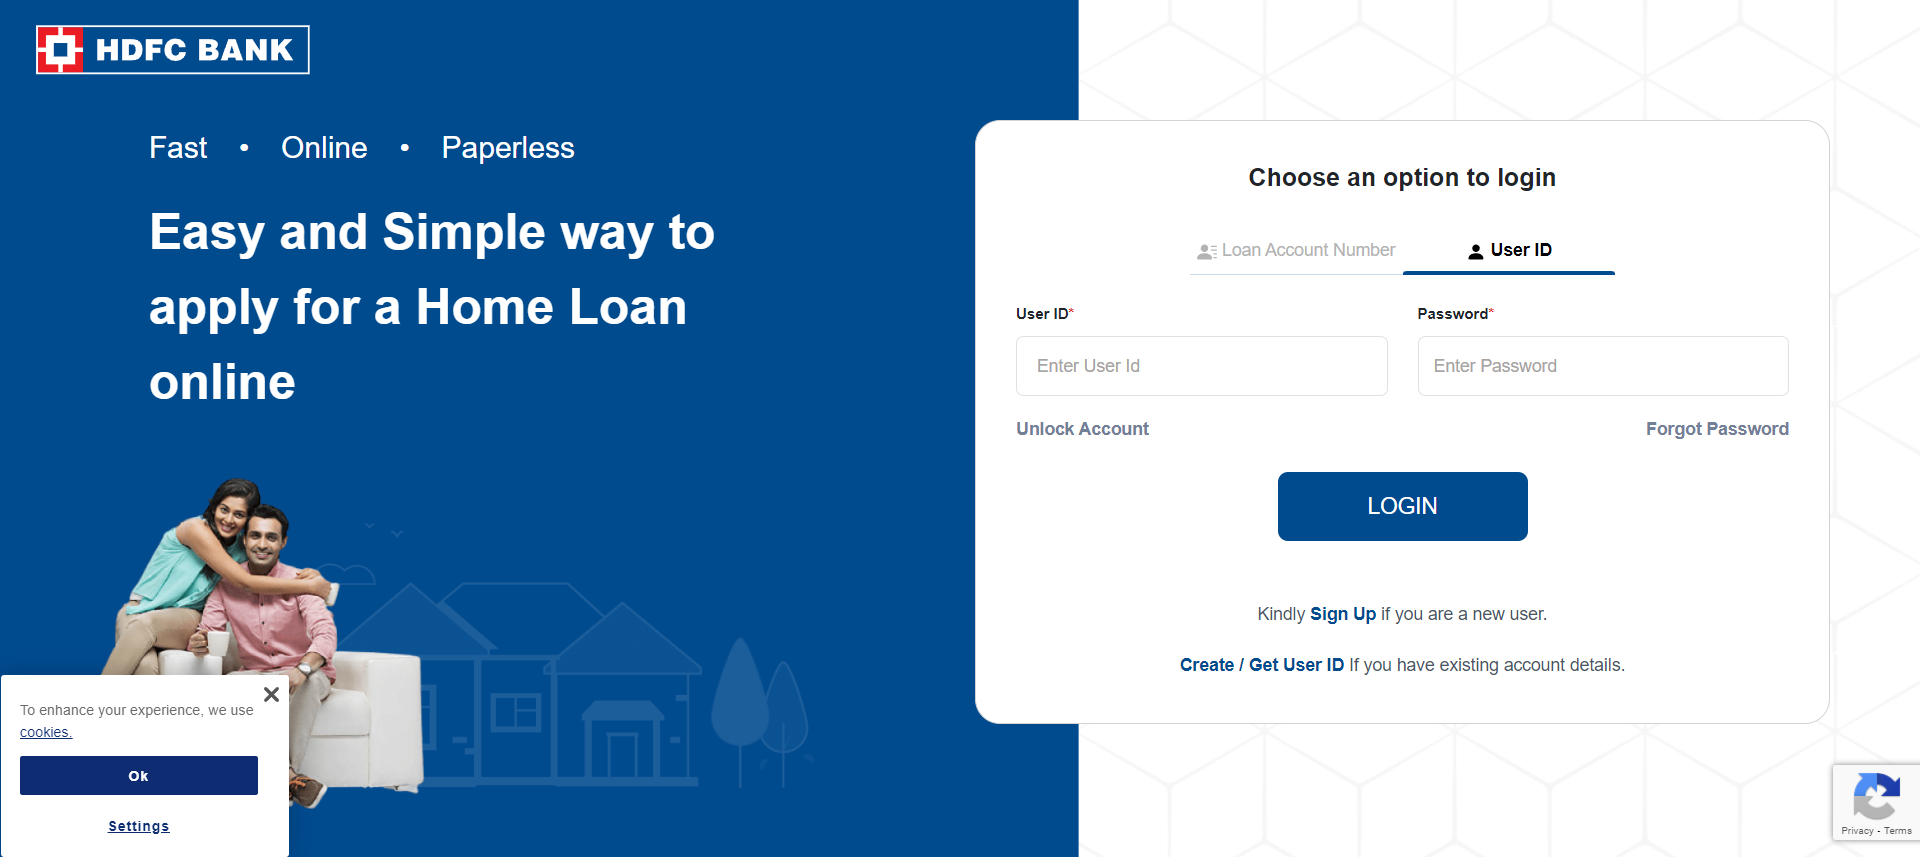 HDFC BANK
Fast • Online • Paperless
Easy and Simple way to
apply for a Home Loan
online
Choose an option to login
Loan Account Number
User ID
User ID*
Password*
Enter User Id
Enter Password
Unlock Account
Forgot Password
LOGIN
Kindly Sign Up if you are a new user.
Create / Get User ID If you have existing account details.
To enhance your experience, we use
cookies.
Ok
Settings
Privacy - Terms